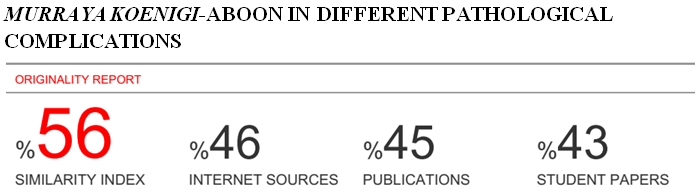 MURRAYA KOENIGI-ABOON IN DIFFERENT PATHOLOGICAL
COMPLICATIONS
ORIGINALITY REPORT
%56 %46 %45 %43
SIMILARITY INDEX INTERNET SOURCES PUBLICATIONS STUDENT PAPERS